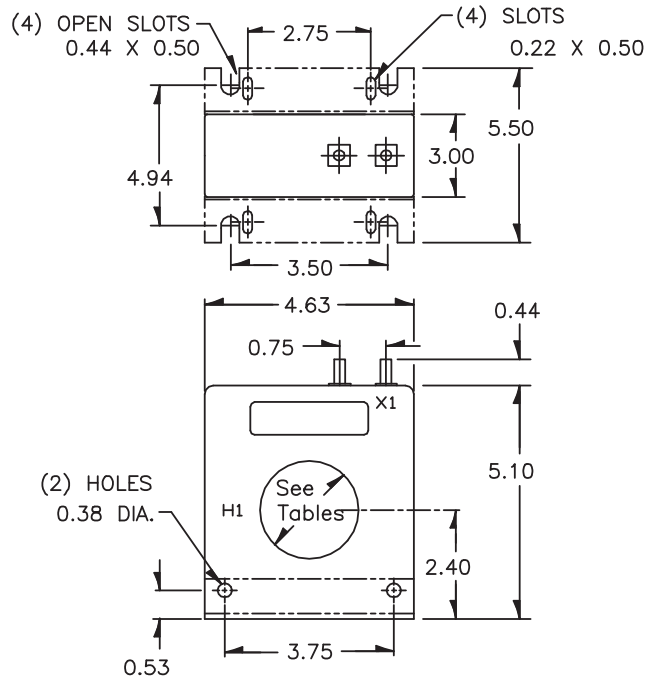 (4) OPEN SLOTS
0.44 X 0.50
2.75
(4) SLOTS
0.22 X 0.50
5.50
3.00
4.94
3.50
4.63
0.44
0.75
X1
5.10
(2) HOLES
0.38 DIA.
H1
See
Tables
2.40
3.75
0.53